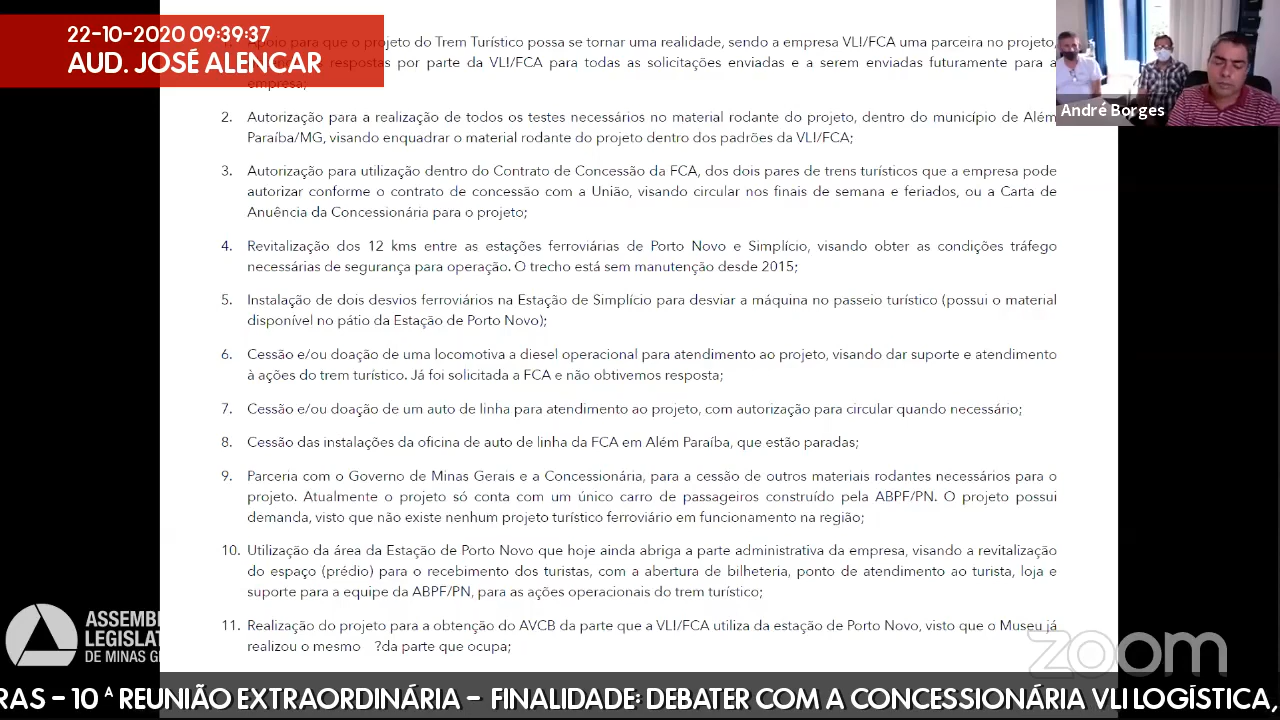 22-10-2020 09:39:37
AUD. JOSÉ ALENCAR
1. Apoio para que o projeto do Trem Turístico possa se tornar uma realidade, sendo a empresa VLI/FCA uma parceira no projeto,
respostas por parte da VLI/FCA para todas as solicitações enviadas e a serem enviadas futuramente para a
empresa;
2. Autorização para realização de todos os testes necessários no material rodante do projeto, dentro do município de Além
Paraíba/MG, visando enquadrar o material rodante do projeto dentro dos padrões da VLI/FCA;
3. Autorização para utilização dentro do Contrato de Concessão da FCA, dos dois pares de trens turísticos que a empresa pode
autorizar conforme o contrato de concessão com a União, visando circular nos finais de semana e feriados, ou a Carta de
Anuência da Concessionária para o projeto;
4. Revitalização dos 12 kms entre as estações ferroviárias de Porto Novo e Simplício, visando obter as condições tráfego
necessárias de segurança para operação. O trecho está sem manutenção desde 2015;
5. Instalação de dois desvios ferroviários na Estação de Simplício para desviar a máquina no passeio turístico (possui o material
disponível no pátio da Estação de Porto Novo);
6. Cessão e/ou doação de uma locomotiva a diesel operacional para atendimento ao projeto, visando dar suporte e atendimento
à ações do trem turístico. Já foi solicitada a FCA e não obtivemos resposta;
7. Cessão e/ou doação de um auto de linha para atendimento ao projeto, com autorização para circular quando necessário;
8. Cessão das instalações da oficina de auto de linha da FCA em Além Paraíba, que estão paradas;
9. Parceria com o Governo de Minas Gerais e a Concessionária, para a cessão de outros materiais rodantes necessários para o
projeto. Atualmente o projeto só conta com um único carro de passageiros construído pela ABPF/PN. O projeto possui
demanda, visto que não existe nenhum projeto turístico ferroviário em funcionamento na região;
10. Utilização da área da Estação de Porto Novo que hoje ainda abriga a parte administrativa da empresa, visando a revitalização
do espaço (prédio) para o recebimento dos turistas, com a abertura de bilheteria, ponto de atendimento ao turista, loja e
suporte para a equipe da ABPF/PN, para as ações operacionais do trem turístico;
11. Realização do projeto para a obtenção do AVCB da parte que a VLI/FCA utiliza da estação de Porto Novo, visto que o Museu já
realizou o mesmo ?da parte que ocupa;
André Borges
ASSEMBL
LEGISLAT
DE MINAS G
zoom
RAS - 10ª REUNIÃO EXTRAORDINÁRIA - FINALIDADE: DEBATER COM A CONCESSIONÁRIA VLI LOGÍSTICA,